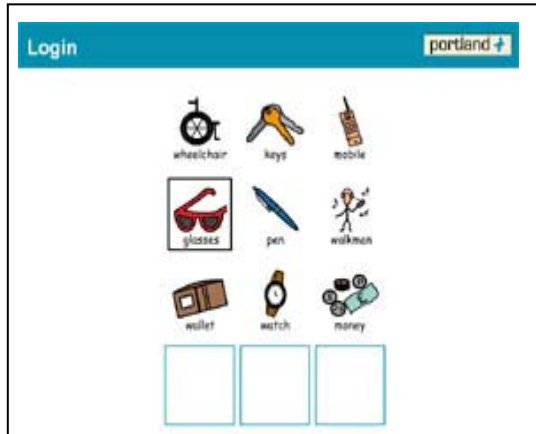 Login
portland +
wheelchair keys mobile
glasses pen walkman
wallet watch money